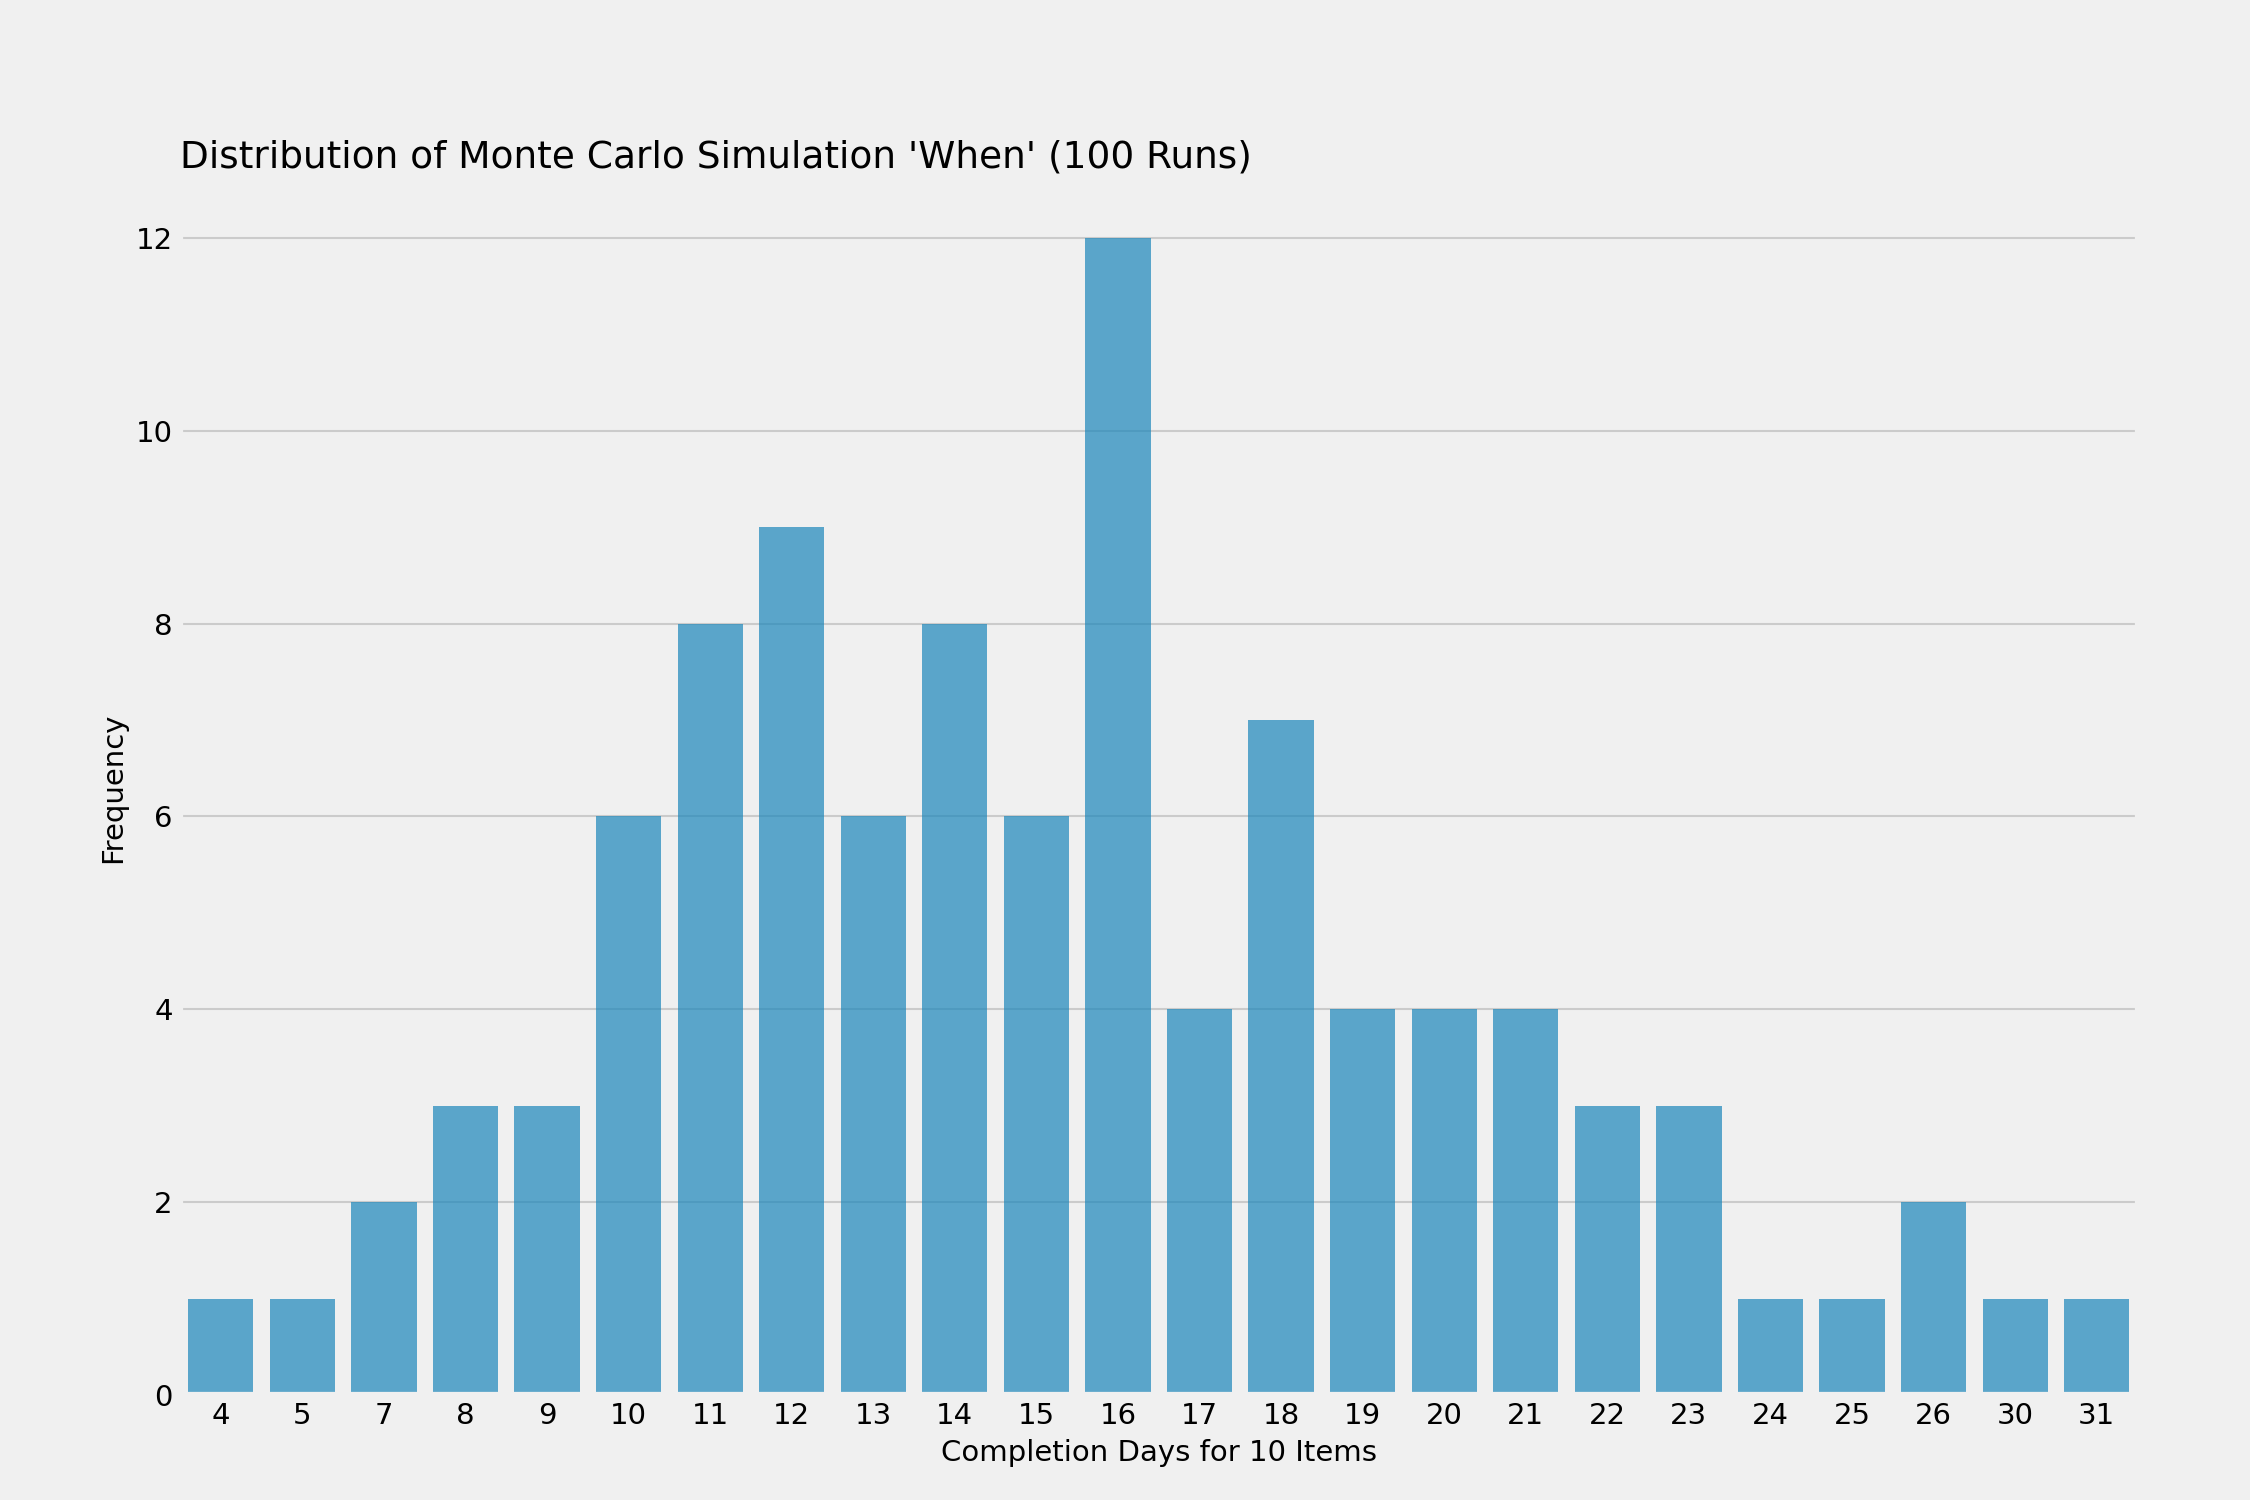 Distribution of Monte Carlo Simulation 'When' (100 Runs)
12
10
8
6
4
2
0
Frequency
4 5 7 8 9 10 11 12 13 14 15 16 17 18 19 20 21 22 23 24 25 26 30 31
Completion Days for 10 Items